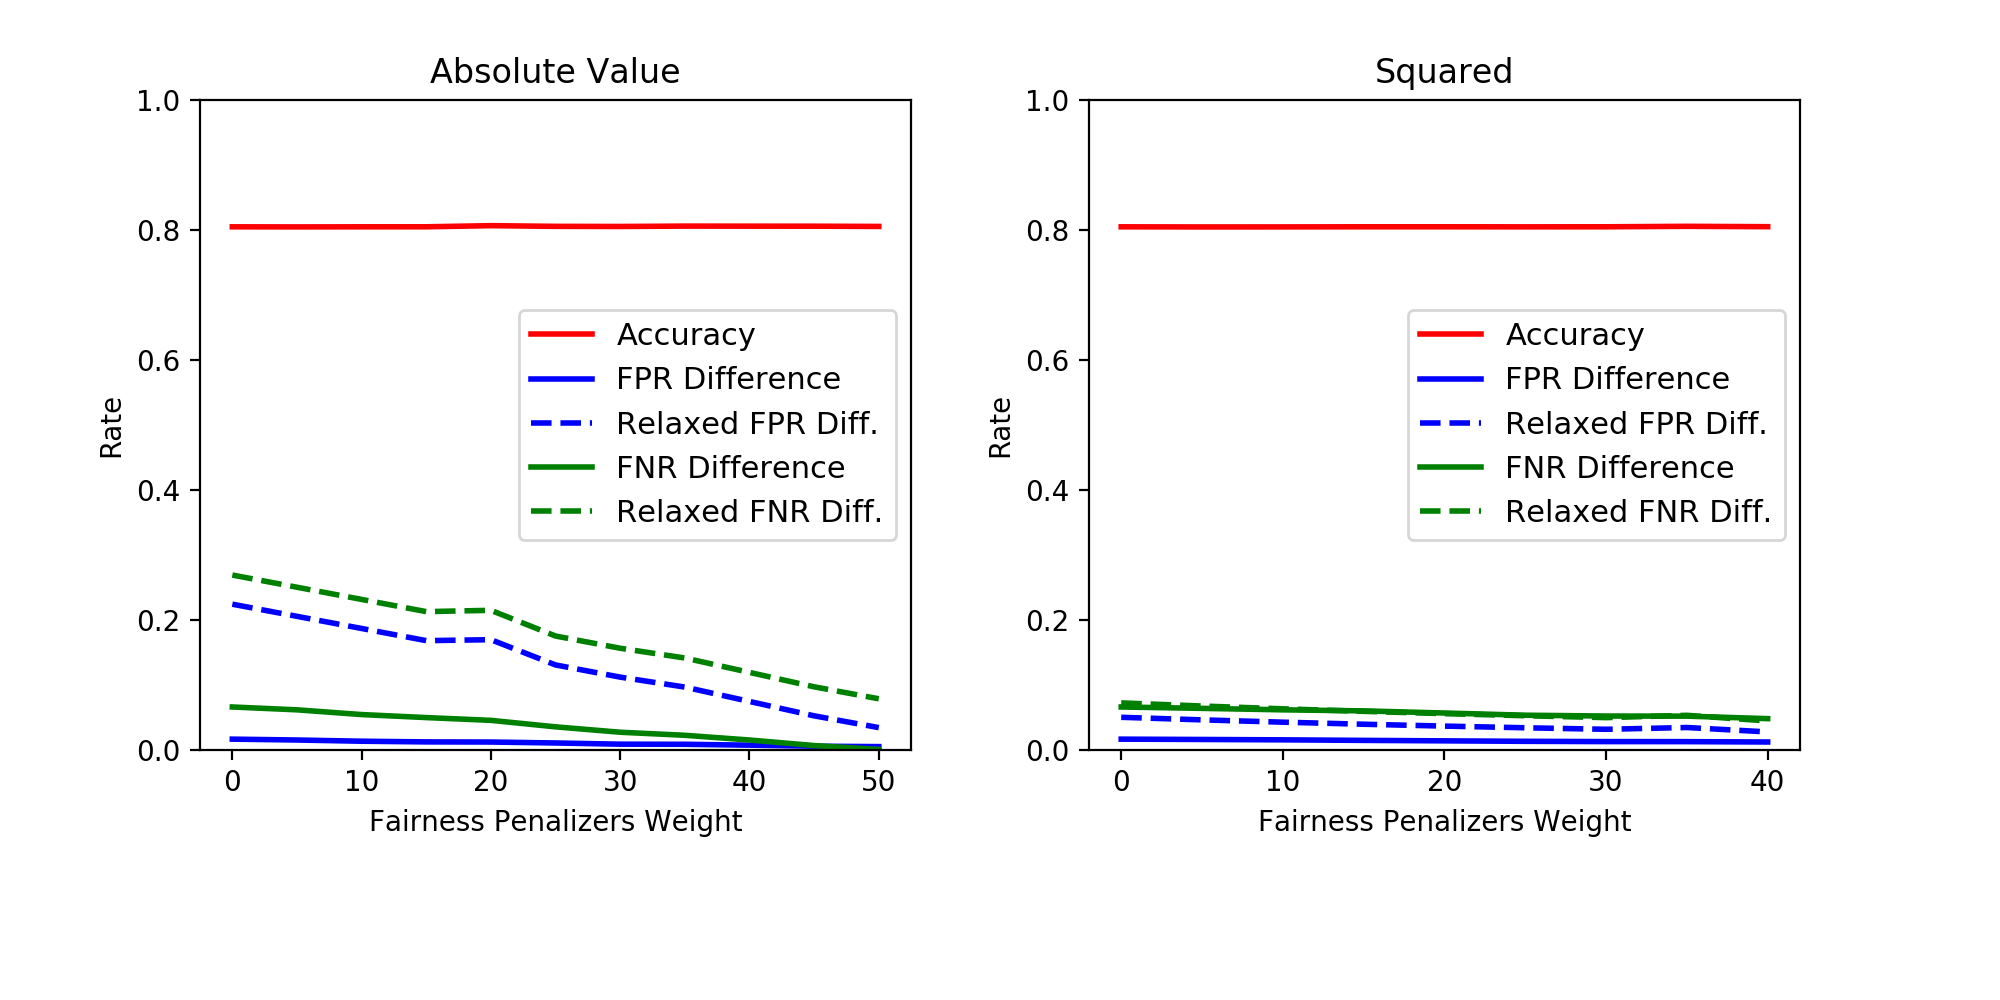 Absolute Value
1.0
0.8
0.6
0.4
0.2
0.0
Rate
Accuracy
FPR Difference
Relaxed FPR Diff.
FNR Difference
Relaxed FNR Diff.
0 10 20 30 40 50
Fairness Penalizers Weight
Squared
1.0
0.8
0.6
0.4
0.2
0.0
Rate
Accuracy
FPR Difference
Relaxed FPR Diff.
FNR Difference
Relaxed FNR Diff.
0 10 20 30 40
Fairness Penalizers Weight